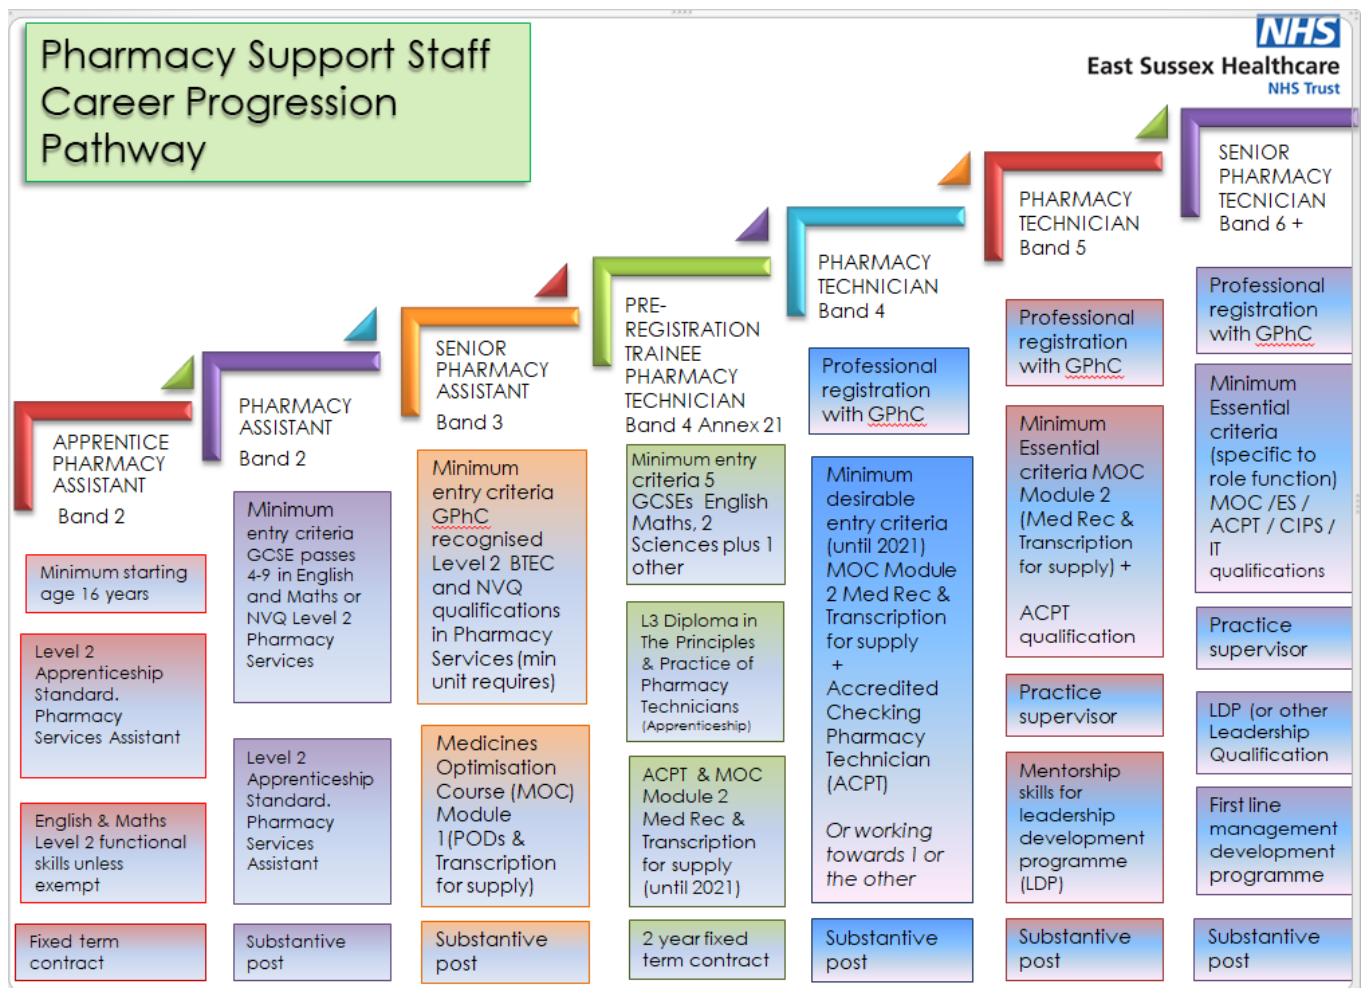 Pharmacy Support Staff
Career Progression
Pathway
NHS
East Sussex Healthcare
NHS Trust
APPRENTICE
PHARMACY
ASSISTANT
Band 2
Minimum starting
age 16 years
Level 2
Apprenticeship
Standard.
Pharmacy
Services Assistant
English & Maths
Level 2 functional
skills unless
exempt
Fixed term
contract
PHARMACY
ASSISTANT
Band 2
Minimum
entry criteria
GCSE passes
4-9 in English
and Maths or
NVQ Level 2
Pharmacy
Services
Level 2
Apprenticeship
Standard.
Pharmacy
Services
Assistant
Substantive
post
SENIOR
PHARMACY
ASSISTANT
Band 3
Minimum
entry criteria
GPhC
recognised
Level 2 BTEC
and NVQ
qualifications
in Pharmacy
Services (min
unit requires)
Medicines
Optimisation
Course (MOC)
Module
1(PODs &
Transcription
for supply)
Substantive
post
PRE-
REGISTRATION
TRAINEE
PHARMACY
TECHNICIAN
Band 4 Annex 21
Minimum entry
criteria 5
GCSEs English
Maths, 2
Sciences plus 1
other
L3 Diploma in
The Principles
& Practice of
Pharmacy
Technicians
(Apprenticeship)
ACPT & MOC
Module 2
Med Rec &
Transcription
for supply
(until 2021)
2 year fixed
term contract
PHARMACY
TECHNICIAN
Band 4
Professional
registration
with GPhC
Minimum
desirable
entry criteria
(until 2021)
MOC Module
2 Med Rec &
Transcription
for supply
+
Accredited
Checking
Pharmacy
Technician
(ACPT)
Or working
towards 1 or
the other
Substantive
post
PHARMACY
TECHNICIAN
Band 5
Professional
registration
with GPhC
Minimum
Essential
criteria MOC
Module 2
(Med Rec &
Transcription
for supply) +
ACPT
qualification
Practice
supervisor
Mentorship
skills for
leadership
development
programme
(LDP)
Substantive
post
SENIOR
PHARMACY
TECNICIAN
Band 6 +
Professional
registration
with GPhC
Minimum
Essential
criteria
(specific to
role function)
MOC /ES /
ACPT / CIPS /
IT
qualifications
Practice
supervisor
LDP (or other
Leadership
Qualification
First line
management
development
programme
Substantive
post